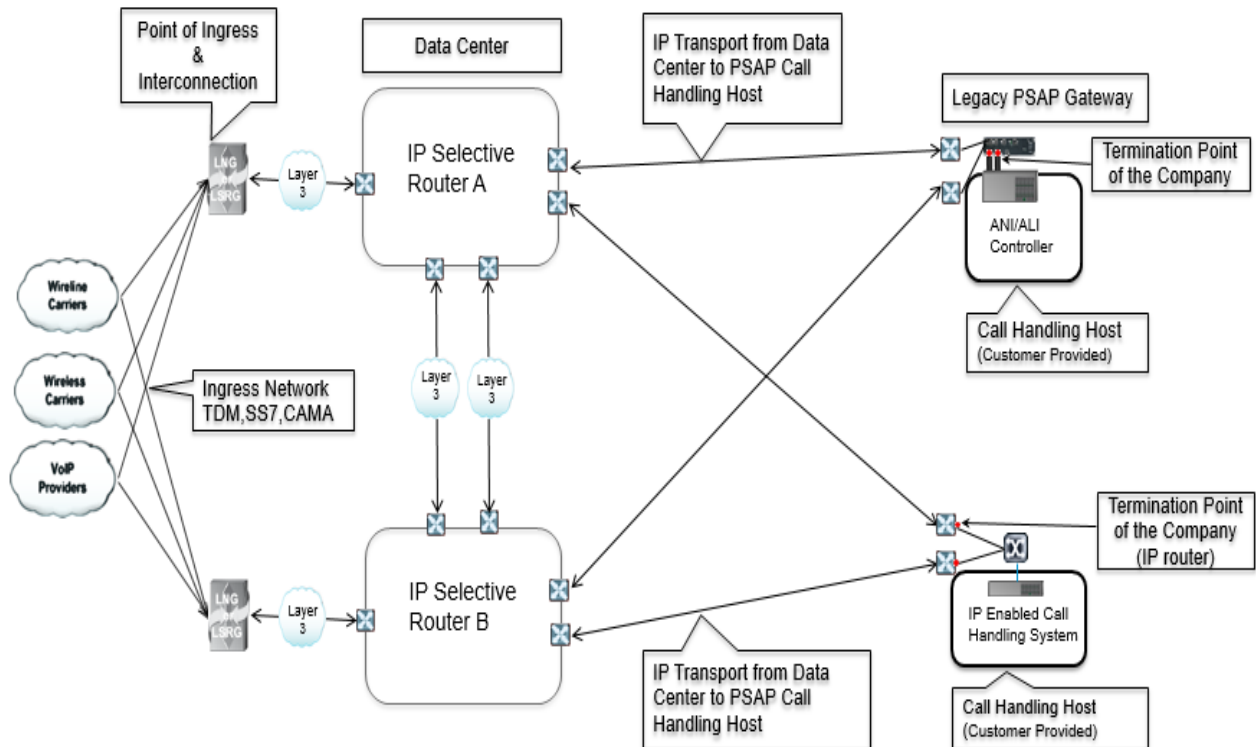 Point of Ingress
&
Interconnection
Data Center
IP Transport from Data
Center to PSAP Call
Handling Host
Legacy PSAP Gateway
LNG
LSRG
Layer
3
IP Selective
Router A
Termination Point
of the Company
ANI/ALI
Controller
Wireline
Carriers
Call Handling Host
(Customer Provided)
Wireless
Carriers
Ingress Network
TDM,SS7,CAMA
Layer
3
Layer
3
VoIP
Providers
Termination Point
of the Company
(IP router)
LNG
LSRG
Layer
3
IP Selective
Router B
IP Enabled Call
Handling System
IP Transport from Data
Center to PSAP Call
Handling Host
Call Handling Host
(Customer Provided)